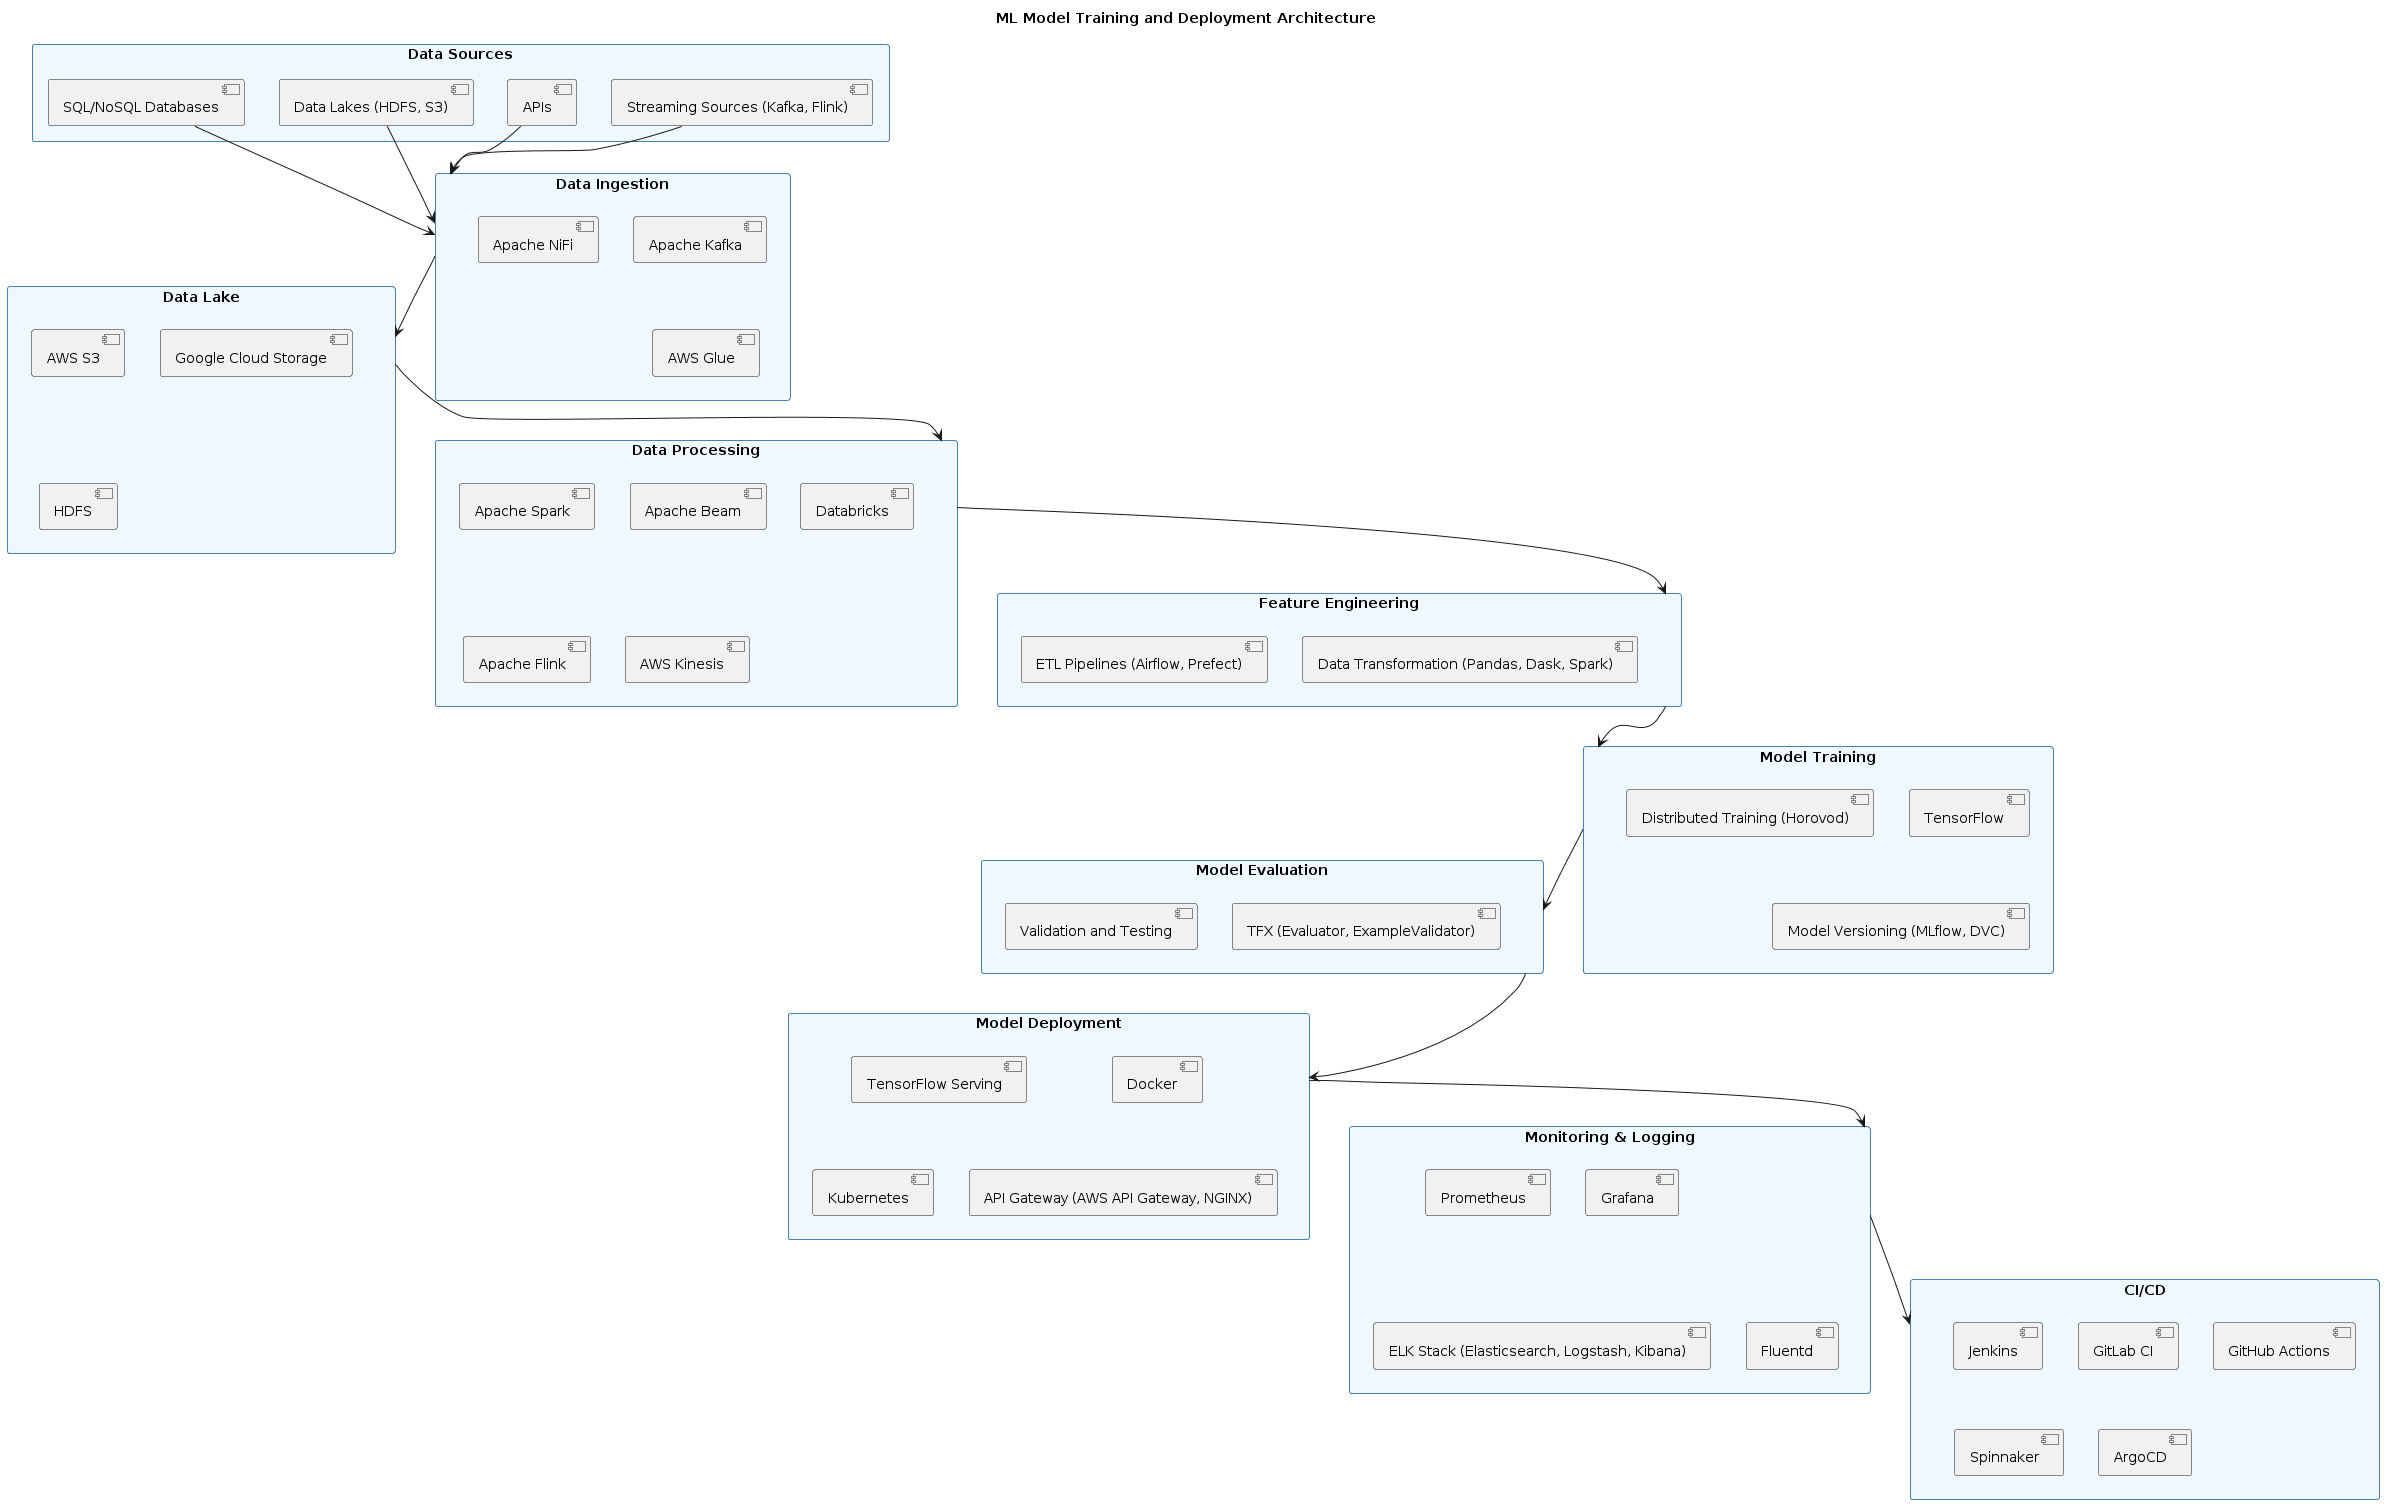 ML Model Training and Deployment Architecture
Data Sources
SQL/NoSQL Databases
Data Lakes (HDFS, S3)
APIs
Streaming Sources (Kafka, Flink)
Data Ingestion
Apache NiFi
Apache Kafka
AWS Glue
Data Lake
AWS S3
Google Cloud Storage
HDFS
Data Processing
Apache Spark
Apache Beam
Databricks
Apache Flink
AWS Kinesis
Feature Engineering
ETL Pipelines (Airflow, Prefect)
Data Transformation (Pandas, Dask, Spark)
Model Training
Distributed Training (Horovod)
TensorFlow
Model Versioning (MLflow, DVC)
Model Evaluation
Validation and Testing
TFX (Evaluator, ExampleValidator)
Model Deployment
TensorFlow Serving
Docker
Kubernetes
API Gateway (AWS API Gateway, NGINX)
Monitoring & Logging
Prometheus
Grafana
ELK Stack (Elasticsearch, Logstash, Kibana)
Fluentd
CI/CD
Jenkins
GitLab CI
GitHub Actions
Spinnaker
ArgoCD